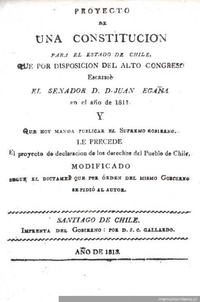 PROYECTO
DE
UNA CONSTITUCION
PARA EL ESTADO DE CHILE,
QUE POR DISPOSICION DEL ALTO CONGRESO
ESCRIBIÓ
EL SENADOR D. D. JUAN EGAÑA
en el año de 1811.
Y
QUE HOY MANDA PUBLICAR EL SUPREMO GOBIERNO.
LE PRECEDE
El proyecto de declaracion de los derechos del Pueblo de Chile,
MODIFICADO
SEGUN EL DICTAMEN QUE POR ÓRDEN DEL MISMO GOBIERNO
SE PIDIÓ AL AUTOR.
SANTIAGO DE CHILE.
IMPRENTA DEL GOBIERNO: POR D. J. C. GALLARDO.
AÑO DE 1813.